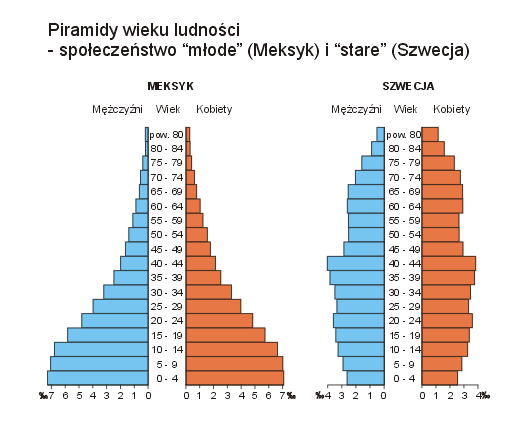 Piramidy wieku ludności
- społeczeństwo “młode” (Meksyk) i “stare” (Szwecja)
MEKSYK
Mężczyźni Wiek Kobiety
pow. 80
80 - 84
75 - 79
70 - 74
65 - 69
60 - 64
55 - 59
50 - 54
45 - 49
40 - 44
35 - 39
30 - 34
25 - 29
20 - 24
15 - 19
10 - 14
5 - 9
0 - 4
‰ 7 6 5 4 3 2 1 0 0 1 2 3 4 5 6 7 ‰
SZWECJA
Mężczyźni Wiek Kobiety
pow. 80
80 - 84
75 - 79
70 - 74
65 - 69
60 - 64
55 - 59
50 - 54
45 - 49
40 - 44
35 - 39
30 - 34
25 - 29
20 - 24
15 - 19
10 - 14
5 - 9
0 - 4
‰ 4 3 2 1 0 0 1 2 3 4 ‰